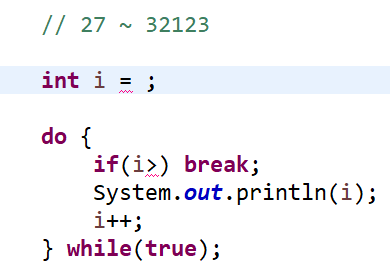 // 27 ~ 32123
int i = ;
do {
if(i>) break;
System.out.println(i);
i++;
} while(true);